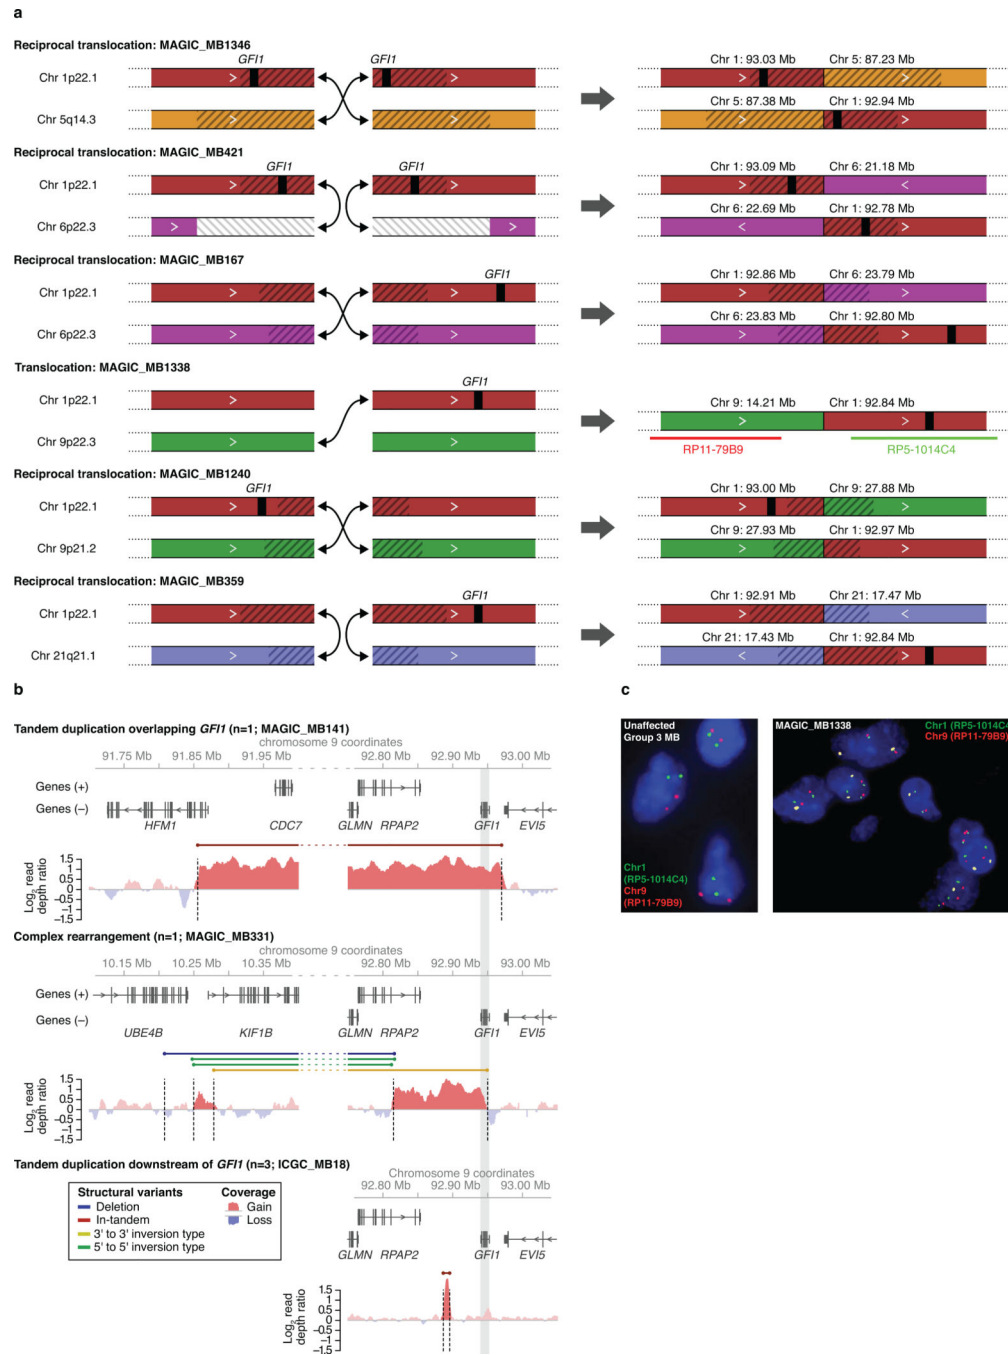 a
Reciprocal translocation: MAGIC_MB1346
GFI1 GFI1
Chr 1p22.1
Chr 5q14.3
Chr 1: 93.03 Mb Chr 5: 87.23 Mb
Chr 5: 87.38 Mb Chr 1: 92.94 Mb
Reciprocal translocation: MAGIC_MB421
GFI1 GFI1
Chr 1p22.1
Chr 6p22.3
Chr 1: 93.09 Mb Chr 6: 21.18 Mb
Chr 6: 22.69 Mb Chr 1: 92.78 Mb
Reciprocal translocation: MAGIC_MB167
GFI1
Chr 1p22.1
Chr 6p22.3
Chr 1: 92.86 Mb Chr 6: 23.79 Mb
Chr 6: 23.83 Mb Chr 1: 92.80 Mb
Translocation: MAGIC_MB1338
GFI1
Chr 1p22.1
Chr 9p22.3
Chr 9: 14.21 Mb Chr 1: 92.84 Mb
RP11-79B9 RP5-1014C4
Reciprocal translocation: MAGIC_MB1240
GFI1
Chr 1p22.1
Chr 9p21.2
Chr 1: 93.00 Mb Chr 9: 27.88 Mb
Chr 9: 27.93 Mb Chr 1: 92.97 Mb
Reciprocal translocation: MAGIC_MB359
GFI1
Chr 1p22.1
Chr 21q21.1
Chr 1: 92.91 Mb Chr 21: 17.47 Mb
Chr 21: 17.43 Mb Chr 1: 92.84 Mb
b
Tandem duplication overlapping GFI1 (n=1; MAGIC_MB141)
chromosome 9 coordinates
91.75 Mb 91.85 Mb 91.95 Mb 92.80 Mb 92.90 Mb 93.00 Mb
Genes (+)
Genes (–)
HFM1 CDC7 GLMN RPAP2 GFI1 EVI5
Log2 read depth ratio
1.5
1
0.5
0
−0.5
−1
−1.5
Complex rearrangement (n=1; MAGIC_MB331)
chromosome 9 coordinates
10.15 Mb 10.25 Mb 10.35 Mb 92.80 Mb 92.90 Mb 93.00 Mb
Genes (+)
Genes (–)
UBE4B KIF1B GLMN RPAP2 GFI1 EVI5
Log2 read depth ratio
1.5
1
0.5
0
−0.5
−1
−1.5
Tandem duplication downstream of GFI1 (n=3; ICGC_MB18)
Chromosome 9 coordinates
92.80 Mb 92.90 Mb 93.00 Mb
Structural variants
Deletion
In-tandem
3' to 3' inversion type
5' to 5' inversion type
Coverage
Gain
Loss
GLMN RPAP2 GFI1 EVI5
Log2 read depth ratio
1.5
1
0.5
0
−0.5
−1
−1.5
c
Unaffected
Group 3 MB
Chr1
(RP5-1014C4)
Chr9
(RP11-79B9)
MAGIC_MB1338
Chr1 (RP5-1014C4)
Chr9 (RP11-79B9)